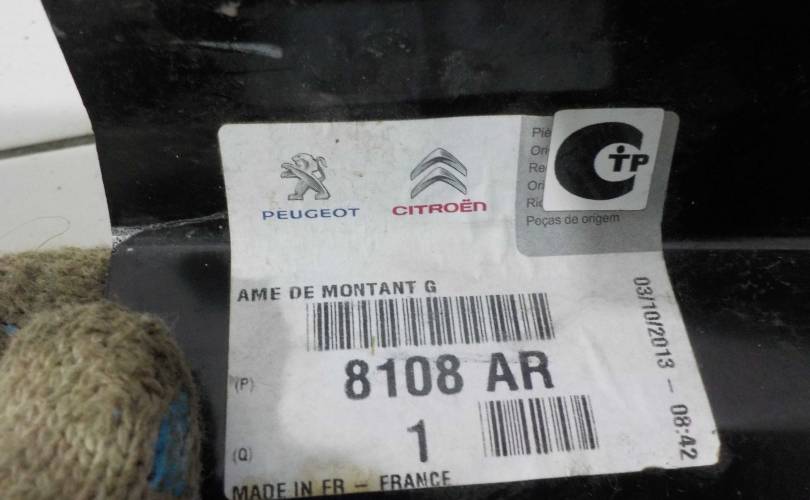 PEUGEOT
CITROËN
CTP
Peças de origem
AME DE MONTANT G
(P) 8108 AR
(Q) 1
MADE IN FR - FRANCE
03/10/2013 - 08:42